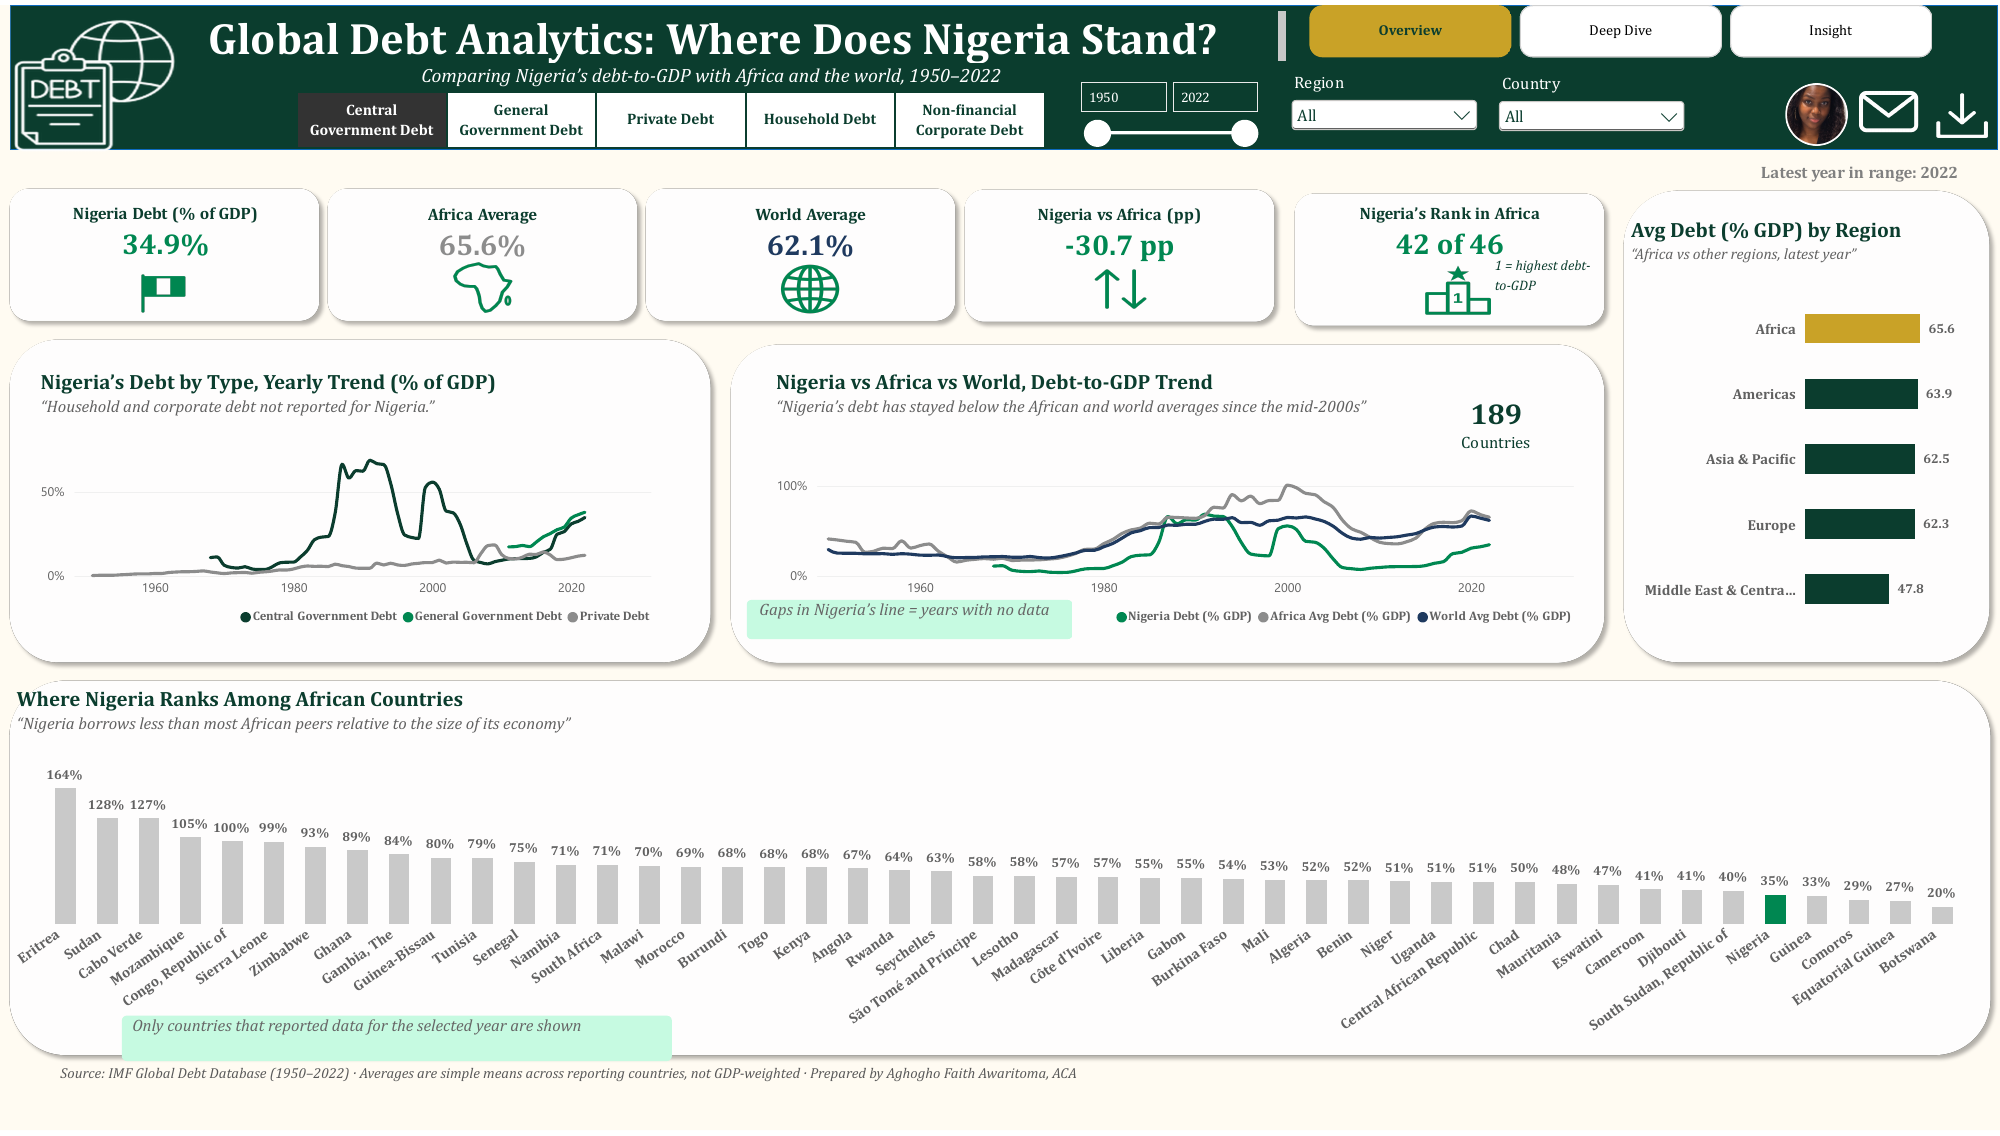 Global Debt Analytics: Where Does Nigeria Stand?
Comparing Nigeria’s debt-to-GDP with Africa and the world, 1950–2022
DEBT
Central
Government Debt
General
Government Debt
Private Debt
Household Debt
Non-financial
Corporate Debt
1950
2022
Overview
Deep Dive
Insight
Region
All
Country
All
Latest year in range: 2022
Nigeria Debt (% of GDP)
34.9%
Africa Average
65.6%
World Average
62.1%
Nigeria vs Africa (pp)
-30.7 pp
Nigeria’s Rank in Africa
42 of 46
1
1 = highest debt-
to-GDP
Avg Debt (% GDP) by Region
“Africa vs other regions, latest year”
Africa 65.6
Americas 63.9
Asia & Pacific 62.5
Europe 62.3
Middle East & Centra... 47.8
Nigeria’s Debt by Type, Yearly Trend (% of GDP)
“Household and corporate debt not reported for Nigeria.”
50%
0%
1960 1980 2000 2020
Central Government Debt General Government Debt Private Debt
Nigeria vs Africa vs World, Debt-to-GDP Trend
“Nigeria’s debt has stayed below the African and world averages since the mid-2000s”
189
Countries
100%
0%
1960 1980 2000 2020
Gaps in Nigeria’s line = years with no data
Nigeria Debt (% GDP) Africa Avg Debt (% GDP) World Avg Debt (% GDP)
Where Nigeria Ranks Among African Countries
“Nigeria borrows less than most African peers relative to the size of its economy”
164% 128% 127% 105% 100% 99% 93% 89% 84% 80% 79% 75% 71% 71% 70% 69% 68% 68% 68% 67% 64% 63% 58% 58% 57% 57% 55% 55% 54% 53% 52% 52% 51% 51% 51% 50% 48% 47% 41% 41% 40% 35% 33% 29% 27% 20%
Eritrea
Sudan
Cabo Verde
Mozambique
Congo, Republic of
Sierra Leone
Zimbabwe
Ghana
Gambia, The
Guinea-Bissau
Tunisia
Senegal
Namibia
South Africa
Malawi
Morocco
Burundi
Togo
Kenya
Angola
Rwanda
Seychelles
São Tomé and Príncipe
Lesotho
Madagascar
Côte d'Ivoire
Liberia
Gabon
Burkina Faso
Mali
Algeria
Benin
Niger
Uganda
Central African Republic
Chad
Mauritania
Eswatini
Cameroon
Djibouti
South Sudan, Republic of
Nigeria
Guinea
Comoros
Equatorial Guinea
Botswana
Only countries that reported data for the selected year are shown
Source: IMF Global Debt Database (1950–2022) · Averages are simple means across reporting countries, not GDP-weighted · Prepared by Aghogho Faith Awaritoma, ACA